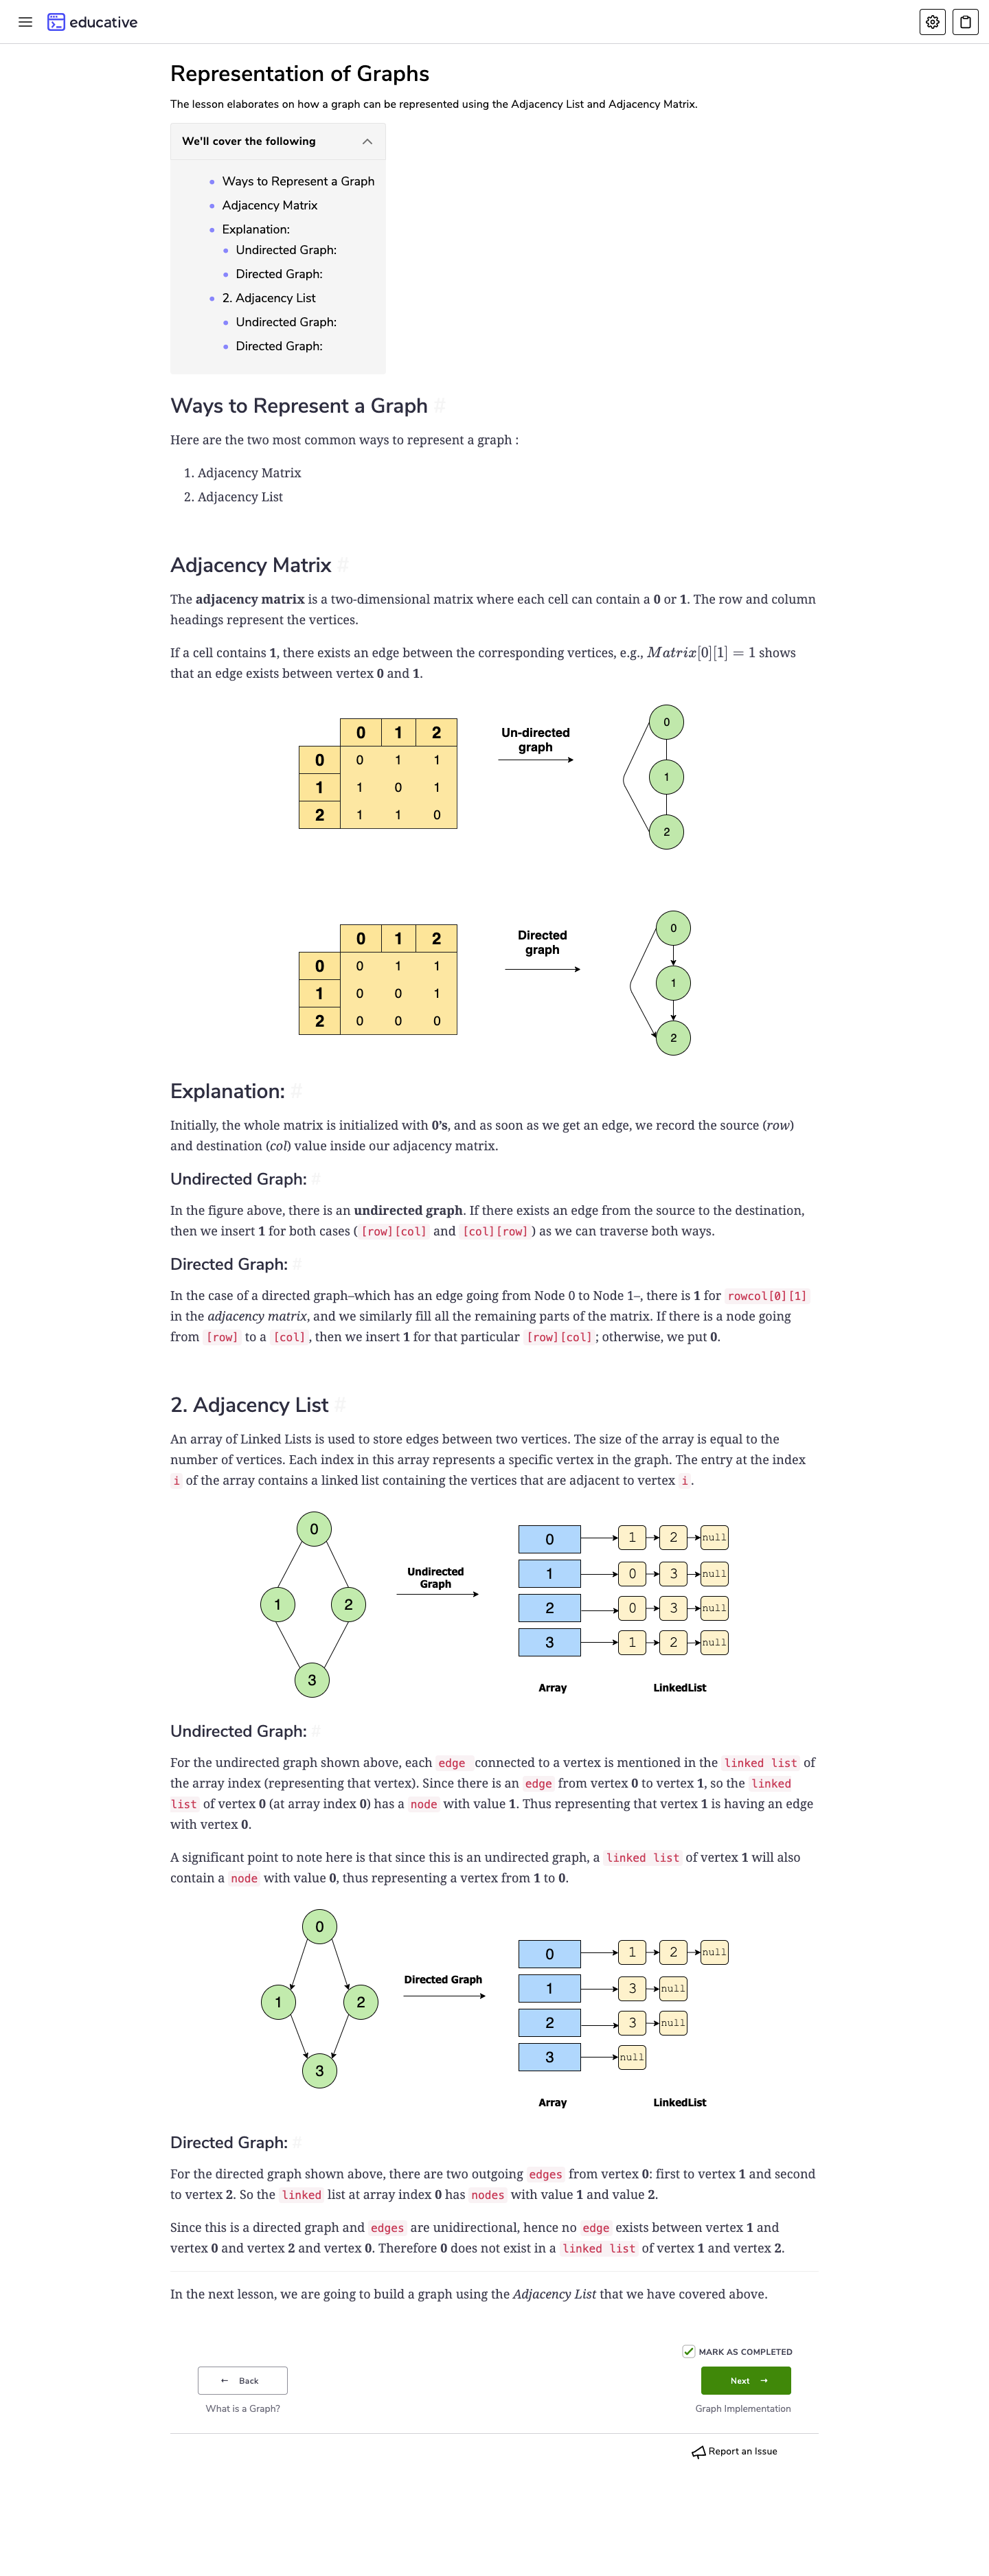 educative
Representation of Graphs
The lesson elaborates on how a graph can be represented using the Adjacency List and Adjacency Matrix.
We'll cover the following
Ways to Represent a Graph
Adjacency Matrix
Explanation:
Undirected Graph:
Directed Graph:
2. Adjacency List
Undirected Graph:
Directed Graph:
Ways to Represent a Graph #
Here are the two most common ways to represent a graph :
1. Adjacency Matrix
2. Adjacency List
Adjacency Matrix #
The adjacency matrix is a two-dimensional matrix where each cell can contain a 0 or 1. The row and column
headings represent the vertices.
If a cell contains 1, there exists an edge between the corresponding vertices, e.g., Matrix[0][1] = 1 shows
that an edge exists between vertex 0 and 1.
0 1 2
0 0 1 1
1 1 0 1
2 1 1 0
Un-directed
graph
0
1
2
0 1 2
0 0 1 1
1 0 0 1
2 0 0 0
Directed
graph
0
1
2
Explanation: #
Initially, the whole matrix is initialized with 0’s, and as soon as we get an edge, we record the source (row)
and destination (col) value inside our adjacency matrix.
Undirected Graph: #
In the figure above, there is an undirected graph. If there exists an edge from the source to the destination,
then we insert 1 for both cases ( [row][col] and [col][row] ) as we can traverse both ways.
Directed Graph: #
In the case of a directed graph–which has an edge going from Node 0 to Node 1–, there is 1 for rowcol[0][1]
in the adjacency matrix, and we similarly fill all the remaining parts of the matrix. If there is a node going
from [row] to a [col] , then we insert 1 for that particular [row][col] ; otherwise, we put 0.
2. Adjacency List #
An array of Linked Lists is used to store edges between two vertices. The size of the array is equal to the
number of vertices. Each index in this array represents a specific vertex in the graph. The entry at the index
i of the array contains a linked list containing the vertices that are adjacent to vertex i .
0
1 2
3
Undirected
Graph
0 1 2 null
1 0 3 null
2 0 3 null
3 1 2 null
Array LinkedList
Undirected Graph: #
For the undirected graph shown above, each edge connected to a vertex is mentioned in the linked list of
the array index (representing that vertex). Since there is an edge from vertex 0 to vertex 1, so the linked
list of vertex 0 (at array index 0) has a node with value 1. Thus representing that vertex 1 is having an edge
with vertex 0.
A significant point to note here is that since this is an undirected graph, a linked list of vertex 1 will also
contain a node with value 0, thus representing a vertex from 1 to 0.
0
1 2
3
Directed Graph
0 1 2 null
1 3 null
2 3 null
3 null
Array LinkedList
Directed Graph: #
For the directed graph shown above, there are two outgoing edges from vertex 0: first to vertex 1 and second
to vertex 2. So the linked list at array index 0 has nodes with value 1 and value 2.
Since this is a directed graph and edges are unidirectional, hence no edge exists between vertex 1 and
vertex 0 and vertex 2 and vertex 0. Therefore 0 does not exist in a linked list of vertex 1 and vertex 2.
In the next lesson, we are going to build a graph using the Adjacency List that we have covered above.
MARK AS COMPLETED
← Back
Next →
What is a Graph?
Graph Implementation
Report an Issue